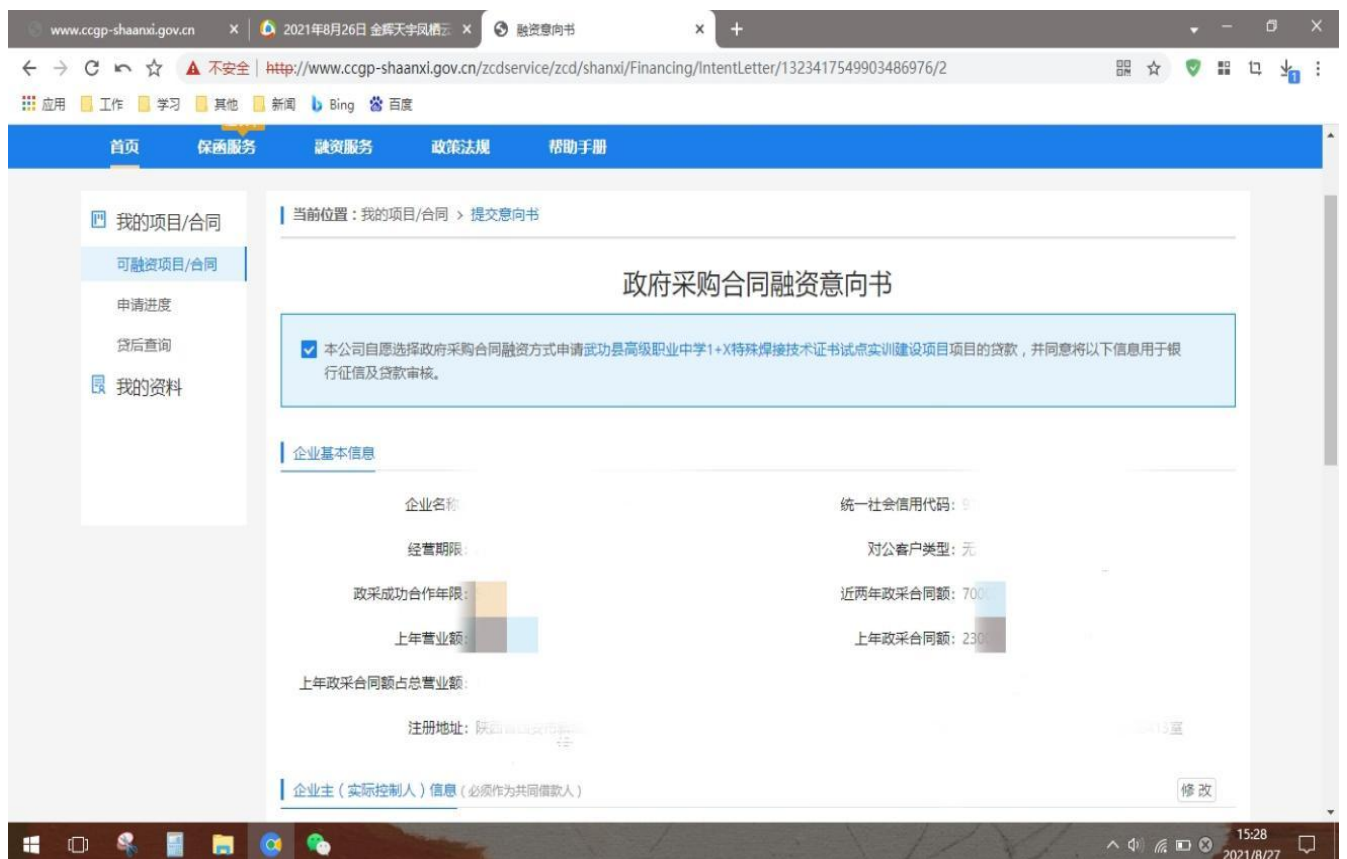 www.ccgp-shaanxi.gov.cn
2021年8月26日 金辉天宇凤栖云
融资意向书
不安全 http://www.ccgp-shaanxi.gov.cn/zcdservice/zcd/shanxi/Financing/IntentLetter/1323417549903486976/2
应用 工作 学习 其他 新闻 Bing 百度
首页 保函服务 融资服务 政策法规 帮助手册
我的项目/合同
可融资项目/合同
申请进度
贷后查询
我的资料
当前位置：我的项目/合同 > 提交意向书
政府采购合同融资意向书
本公司自愿选择政府采购合同融资方式申请武功县高级职业中学1+X特殊焊接技术证书试点实训建设项目项目的贷款，并同意将以下信息用于银
行征信及贷款审核。
企业基本信息
企业名称 统一社会信用代码: 9
经营期限: 对公客户类型: 无
政采成功合作年限: 近两年政采合同额: 700
上年营业额: 上年政采合同额: 230
上年政采合同额占总营业额:
注册地址: 陕 室
企业主（实际控制人）信息（必须作为共同借款人） 修改
15:28
2021/8/27